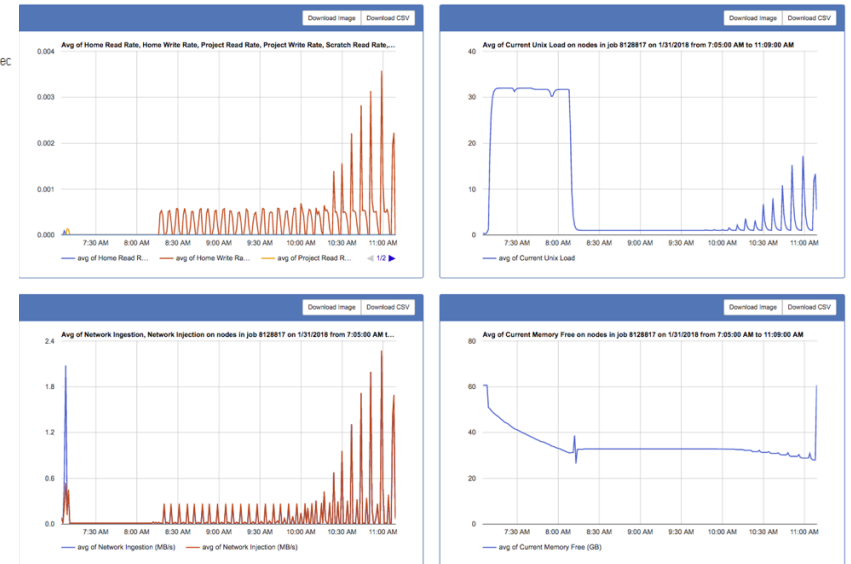 Download Image Download CSV
Avg of Home Read Rate, Home Write Rate, Project Read Rate, Project Write Rate, Scratch Read Rate,...
ec
0.004
0.003
0.002
0.001
0.000
7:30 AM 8:00 AM 8:30 AM 9:00 AM 9:30 AM 10:00 AM 10:30 AM 11:00 AM
avg of Home Read R... avg of Home Write Ra... avg of Project Read R... 1/2
Download Image Download CSV
Avg of Current Unix Load on nodes in job 8128817 on 1/31/2018 from 7:05:00 AM to 11:09:00 AM
40
30
20
10
0
7:30 AM 8:00 AM 8:30 AM 9:00 AM 9:30 AM 10:00 AM 10:30 AM 11:00 AM
avg of Current Unix Load
Download Image Download CSV
Avg of Network Ingestion, Network Injection on nodes in job 8128817 on 1/31/2018 from 7:05:00 AM t...
2.4
1.8
1.2
0.6
0.0
7:30 AM 8:00 AM 8:30 AM 9:00 AM 9:30 AM 10:00 AM 10:30 AM 11:00 AM
avg of Network Ingestion (MB/s) avg of Network Injection (MB/s)
Download Image Download CSV
Avg of Current Memory Free on nodes in job 8128817 on 1/31/2018 from 7:05:00 AM to 11:09:00 AM
80
60
40
20
0
7:30 AM 8:00 AM 8:30 AM 9:00 AM 9:30 AM 10:00 AM 10:30 AM 11:00 AM
avg of Current Memory Free (GB)